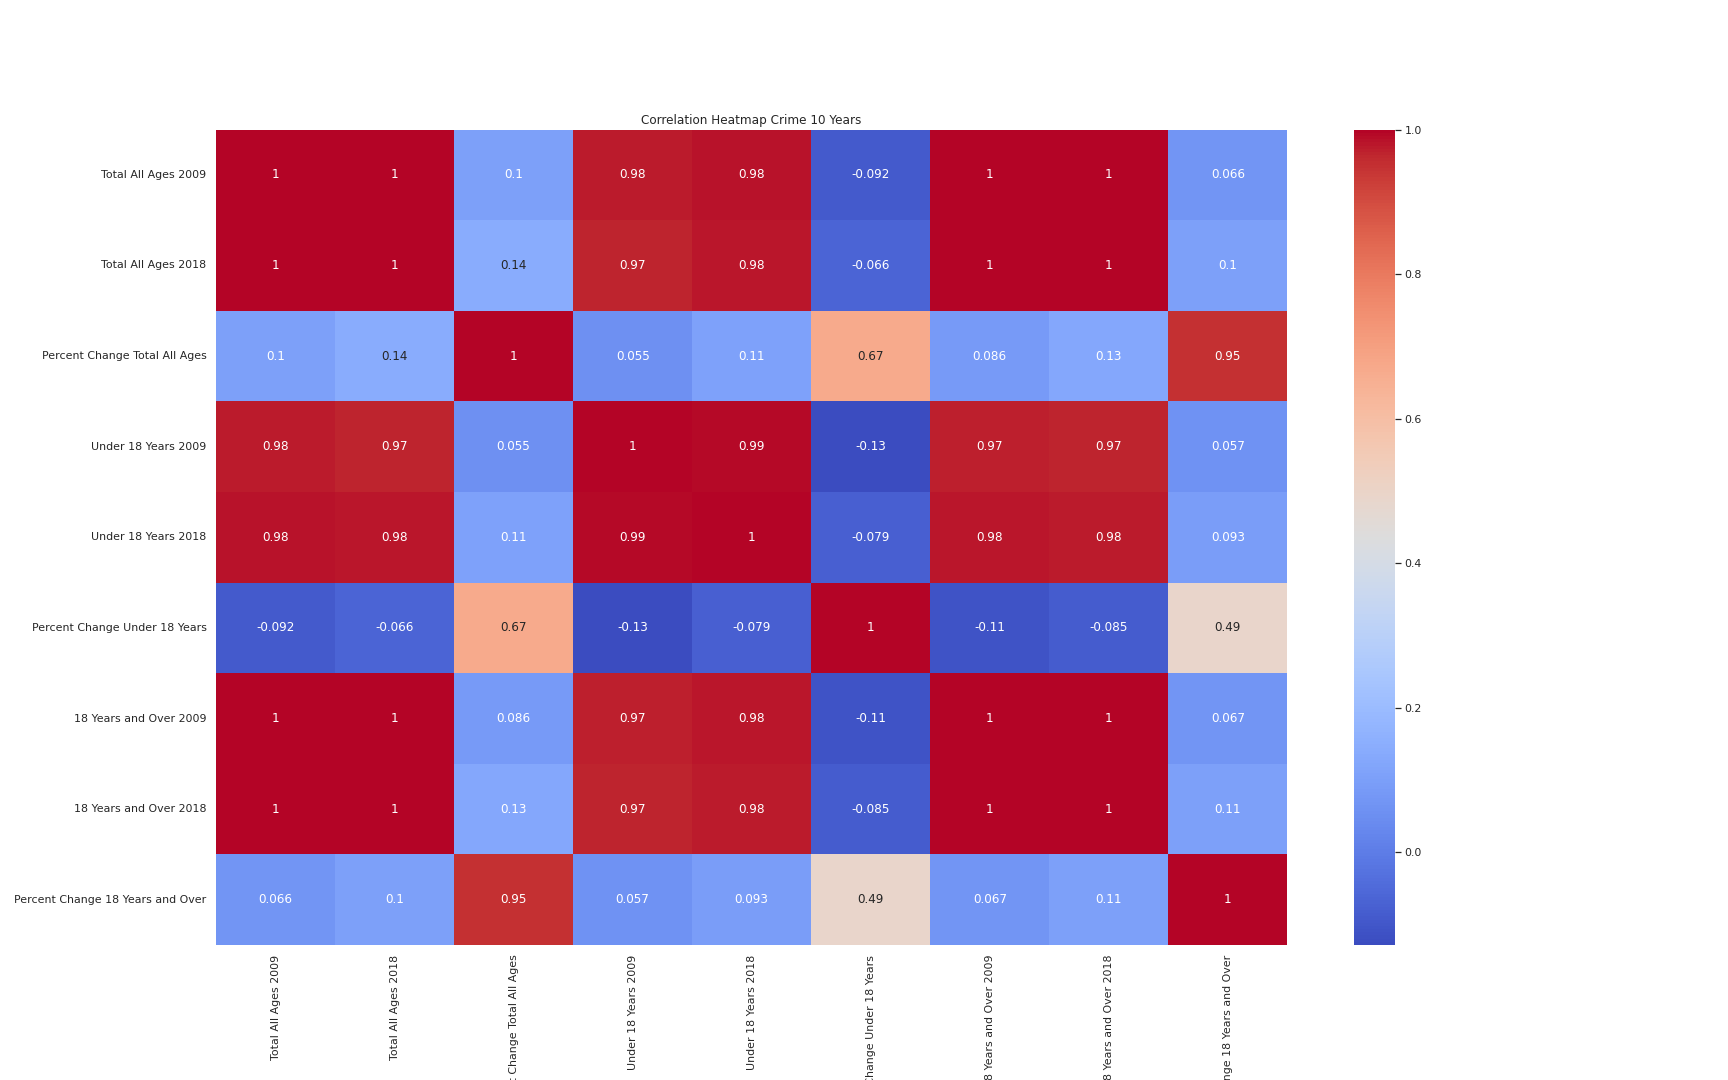 Correlation Heatmap Crime 10 Years
Total All Ages 2009 1 1 0.1 0.98 0.98 -0.092 1 1 0.066
Total All Ages 2018 1 1 0.14 0.97 0.98 -0.066 1 1 0.1
Percent Change Total All Ages 0.1 0.14 1 0.055 0.11 0.67 0.086 0.13 0.95
Under 18 Years 2009 0.98 0.97 0.055 1 0.99 -0.13 0.97 0.97 0.057
Under 18 Years 2018 0.98 0.98 0.11 0.99 1 -0.079 0.98 0.98 0.093
Percent Change Under 18 Years -0.092 -0.066 0.67 -0.13 -0.079 1 -0.11 -0.085 0.49
18 Years and Over 2009 1 1 0.086 0.97 0.98 -0.11 1 1 0.067
18 Years and Over 2018 1 1 0.13 0.97 0.98 -0.085 1 1 0.11
Percent Change 18 Years and Over 0.066 0.1 0.95 0.057 0.093 0.49 0.067 0.11 1
Total All Ages 2009
Total All Ages 2018
Change Total All Ages
Under 18 Years 2009
Under 18 Years 2018
Change Under 18 Years
8 Years and Over 2009
8 Years and Over 2018
nge 18 Years and Over
1.0
0.8
0.6
0.4
0.2
0.0